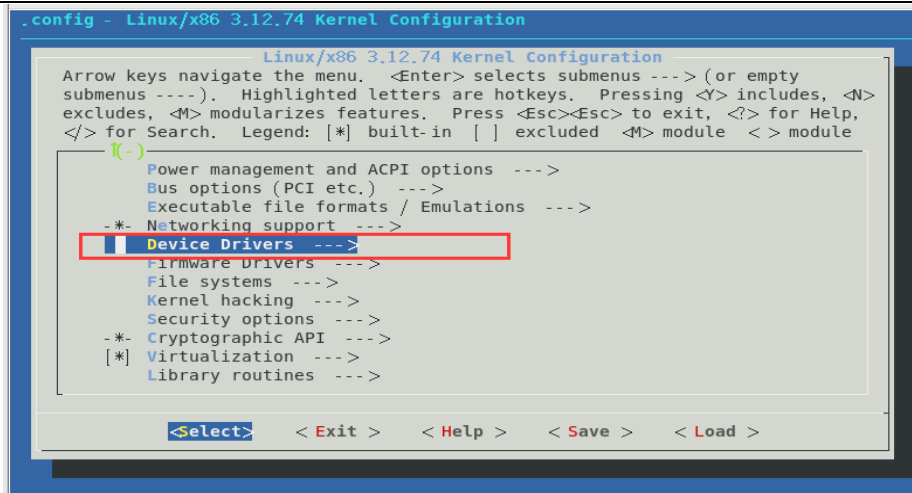 .config - Linux/x86 3.12.74 Kernel Configuration
Linux/x86 3.12.74 Kernel Configuration
Arrow keys navigate the menu. <Enter> selects submenus ---> (or empty
submenus ----). Highlighted letters are hotkeys. Pressing <Y> includes, <N>
excludes, <M> modularizes features. Press <Esc><Esc> to exit, <?> for Help,
</> for Search. Legend: [*] built-in [ ] excluded <M> module < > module
↑(-)
Power management and ACPI options --->
Bus options (PCI etc.) --->
Executable file formats / Emulations --->
-*- Networking support --->
Device Drivers --->
Firmware Drivers --->
File systems --->
Kernel hacking --->
Security options --->
-*- Cryptographic API --->
[*] Virtualization --->
Library routines --->
<Select> < Exit > < Help > < Save > < Load >